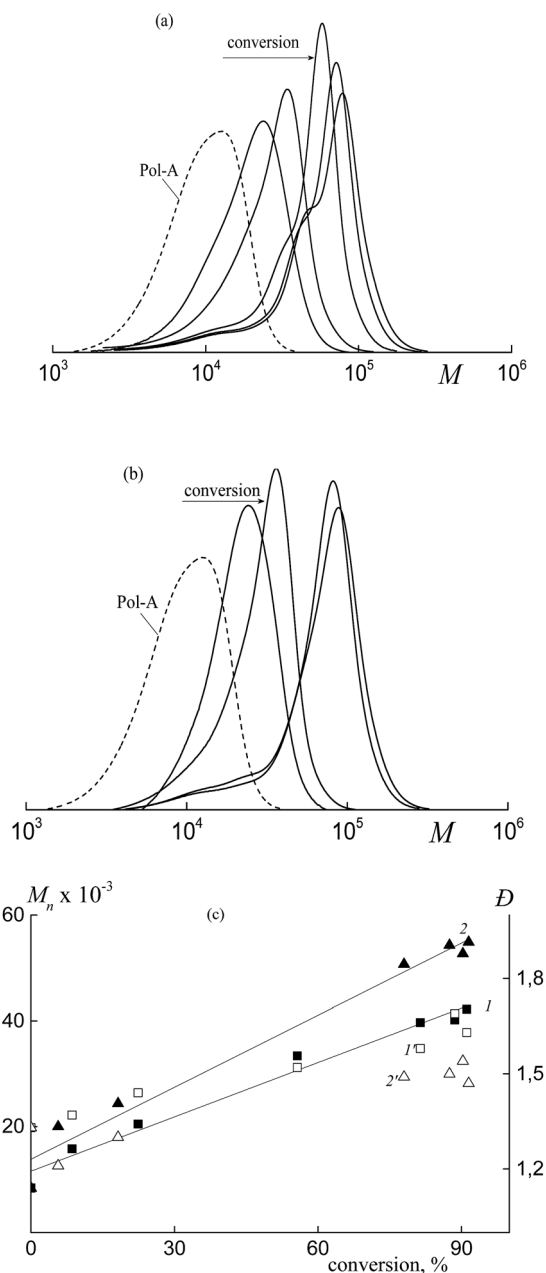 (a)
conversion
Pol-A
10³ 10⁴ 10⁵ M 10⁶
(b)
conversion
Pol-A
10³ 10⁴ 10⁵ M 10⁶
Mn x 10⁻³ (c) Đ
60
2
1,8
40 1
1'
2' 1,5
20
1,2
0 30 60 90
conversion, %